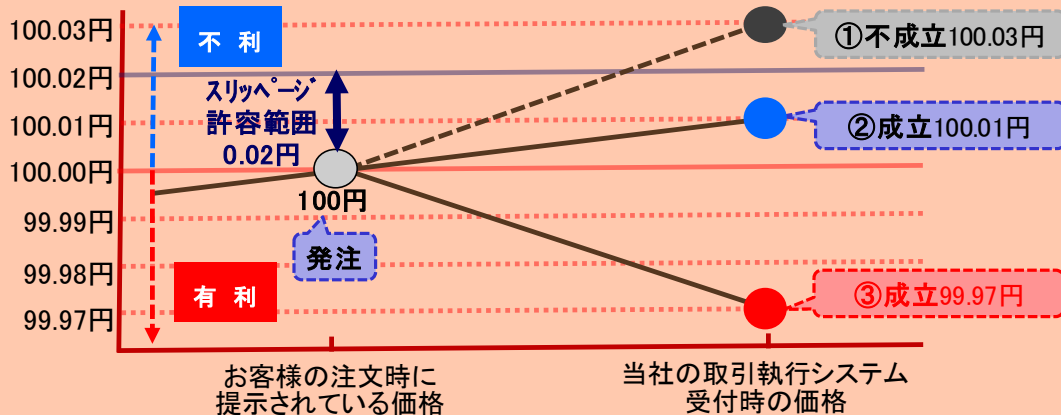 100.03円
不 利
①不成立100.03円
100.02円
スリッページ
許容範囲
0.02円
100.01円
②成立100.01円
100.00円
100円
99.99円
発注
99.98円
有 利
③成立99.97円
99.97円
お客様の注文時に
提示されている価格
当社の取引執行システム
受付時の価格